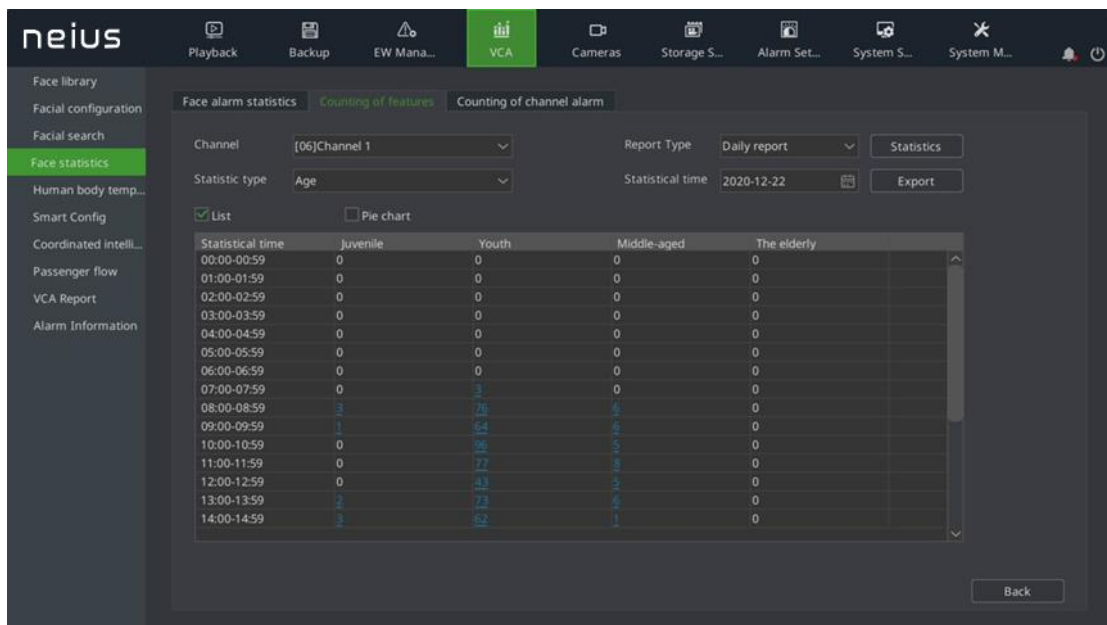 neius
Playback Backup EW Mana... VCA Cameras Storage S... Alarm Set... System S... System M...
Face library
Facial configuration
Facial search
Face statistics
Human body temp...
Smart Config
Coordinated intelli...
Passenger flow
VCA Report
Alarm Information
Face alarm statistics Counting of features Counting of channel alarm
Channel [06]Channel 1 Report Type Daily report Statistics
Statistic type Age Statistical time 2020-12-22 Export
List Pie chart
Statistical time Juvenile Youth Middle-aged The elderly
00:00-00:59 0 0 0 0
01:00-01:59 0 0 0 0
02:00-02:59 0 0 0 0
03:00-03:59 0 0 0 0
04:00-04:59 0 0 0 0
05:00-05:59 0 0 0 0
06:00-06:59 0 0 0 0
07:00-07:59 0 3 0 0
08:00-08:59 3 76 6 0
09:00-09:59 1 64 6 0
10:00-10:59 0 96 5 0
11:00-11:59 0 77 8 0
12:00-12:59 0 43 5 0
13:00-13:59 2 73 6 0
14:00-14:59 3 62 1 0
Back